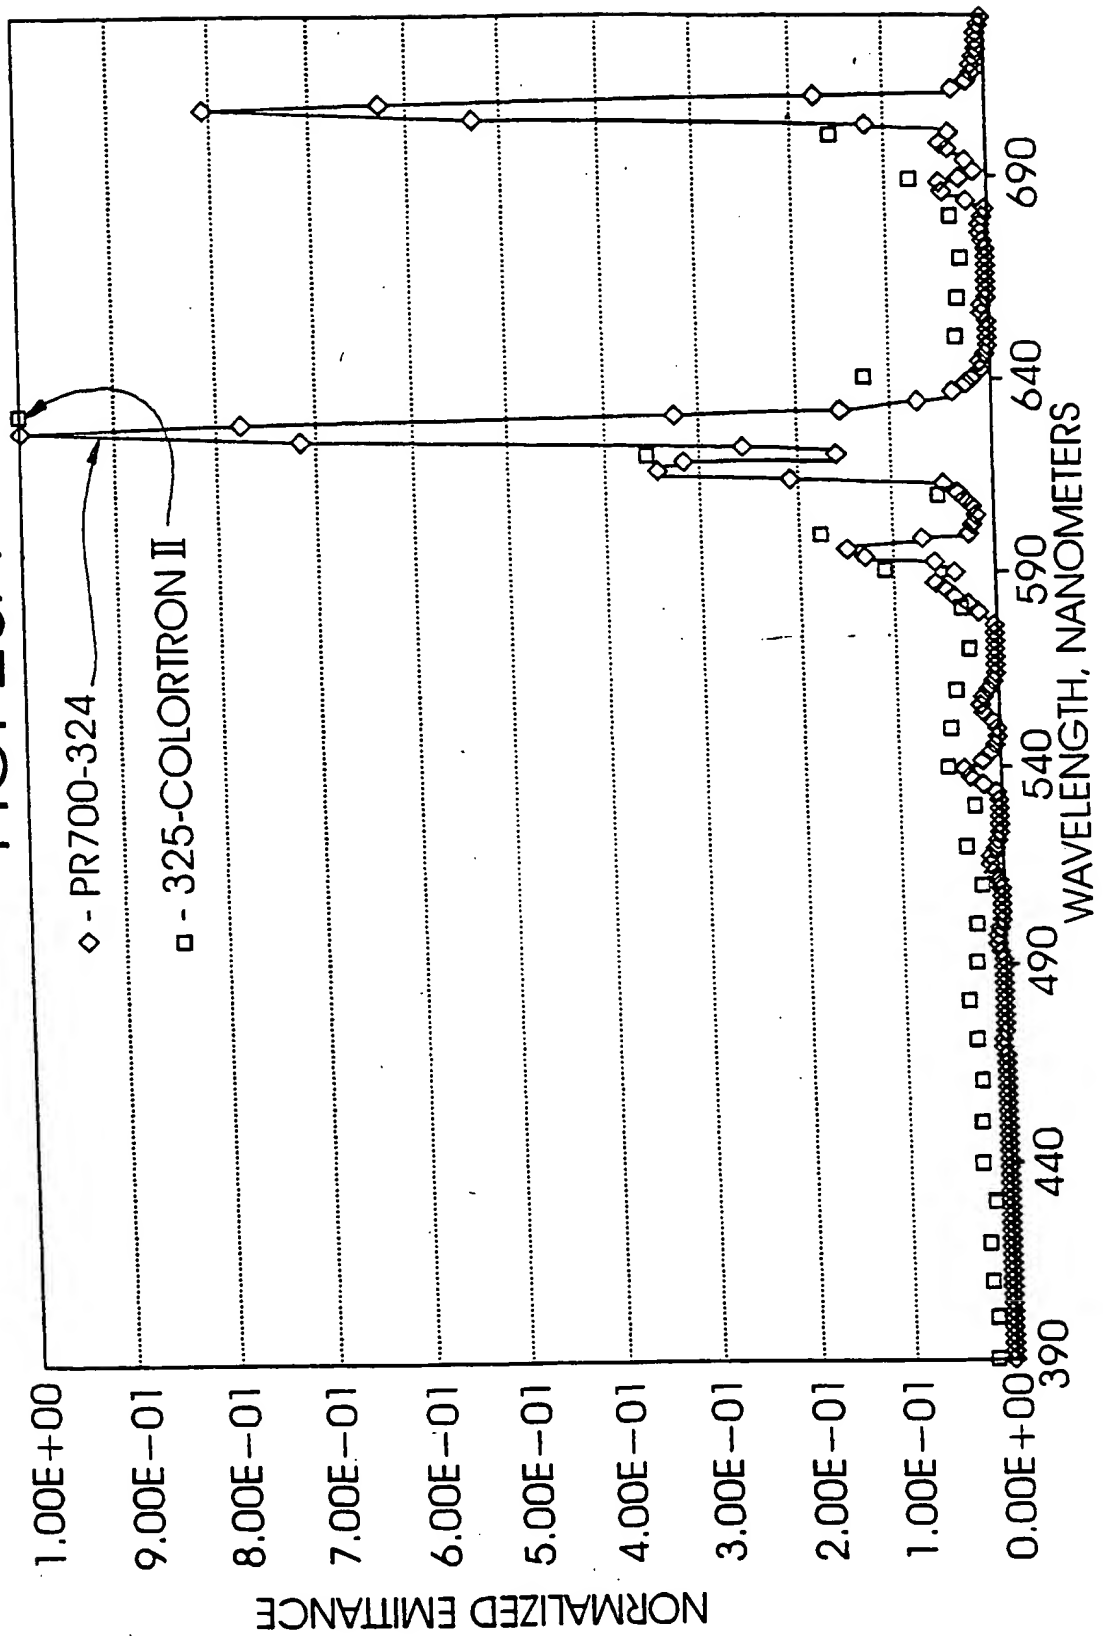 ◇ - PR700-324
□ - 325-COLORTRON II
NORMALIZED EMITTANCE
1.00E+00
9.00E-01
8.00E-01
7.00E-01
6.00E-01
5.00E-01
4.00E-01
3.00E-01
2.00E-01
1.00E-01
0.00E+00
390
440
490
540
590
640
690
WAVELENGTH, NANOMETERS